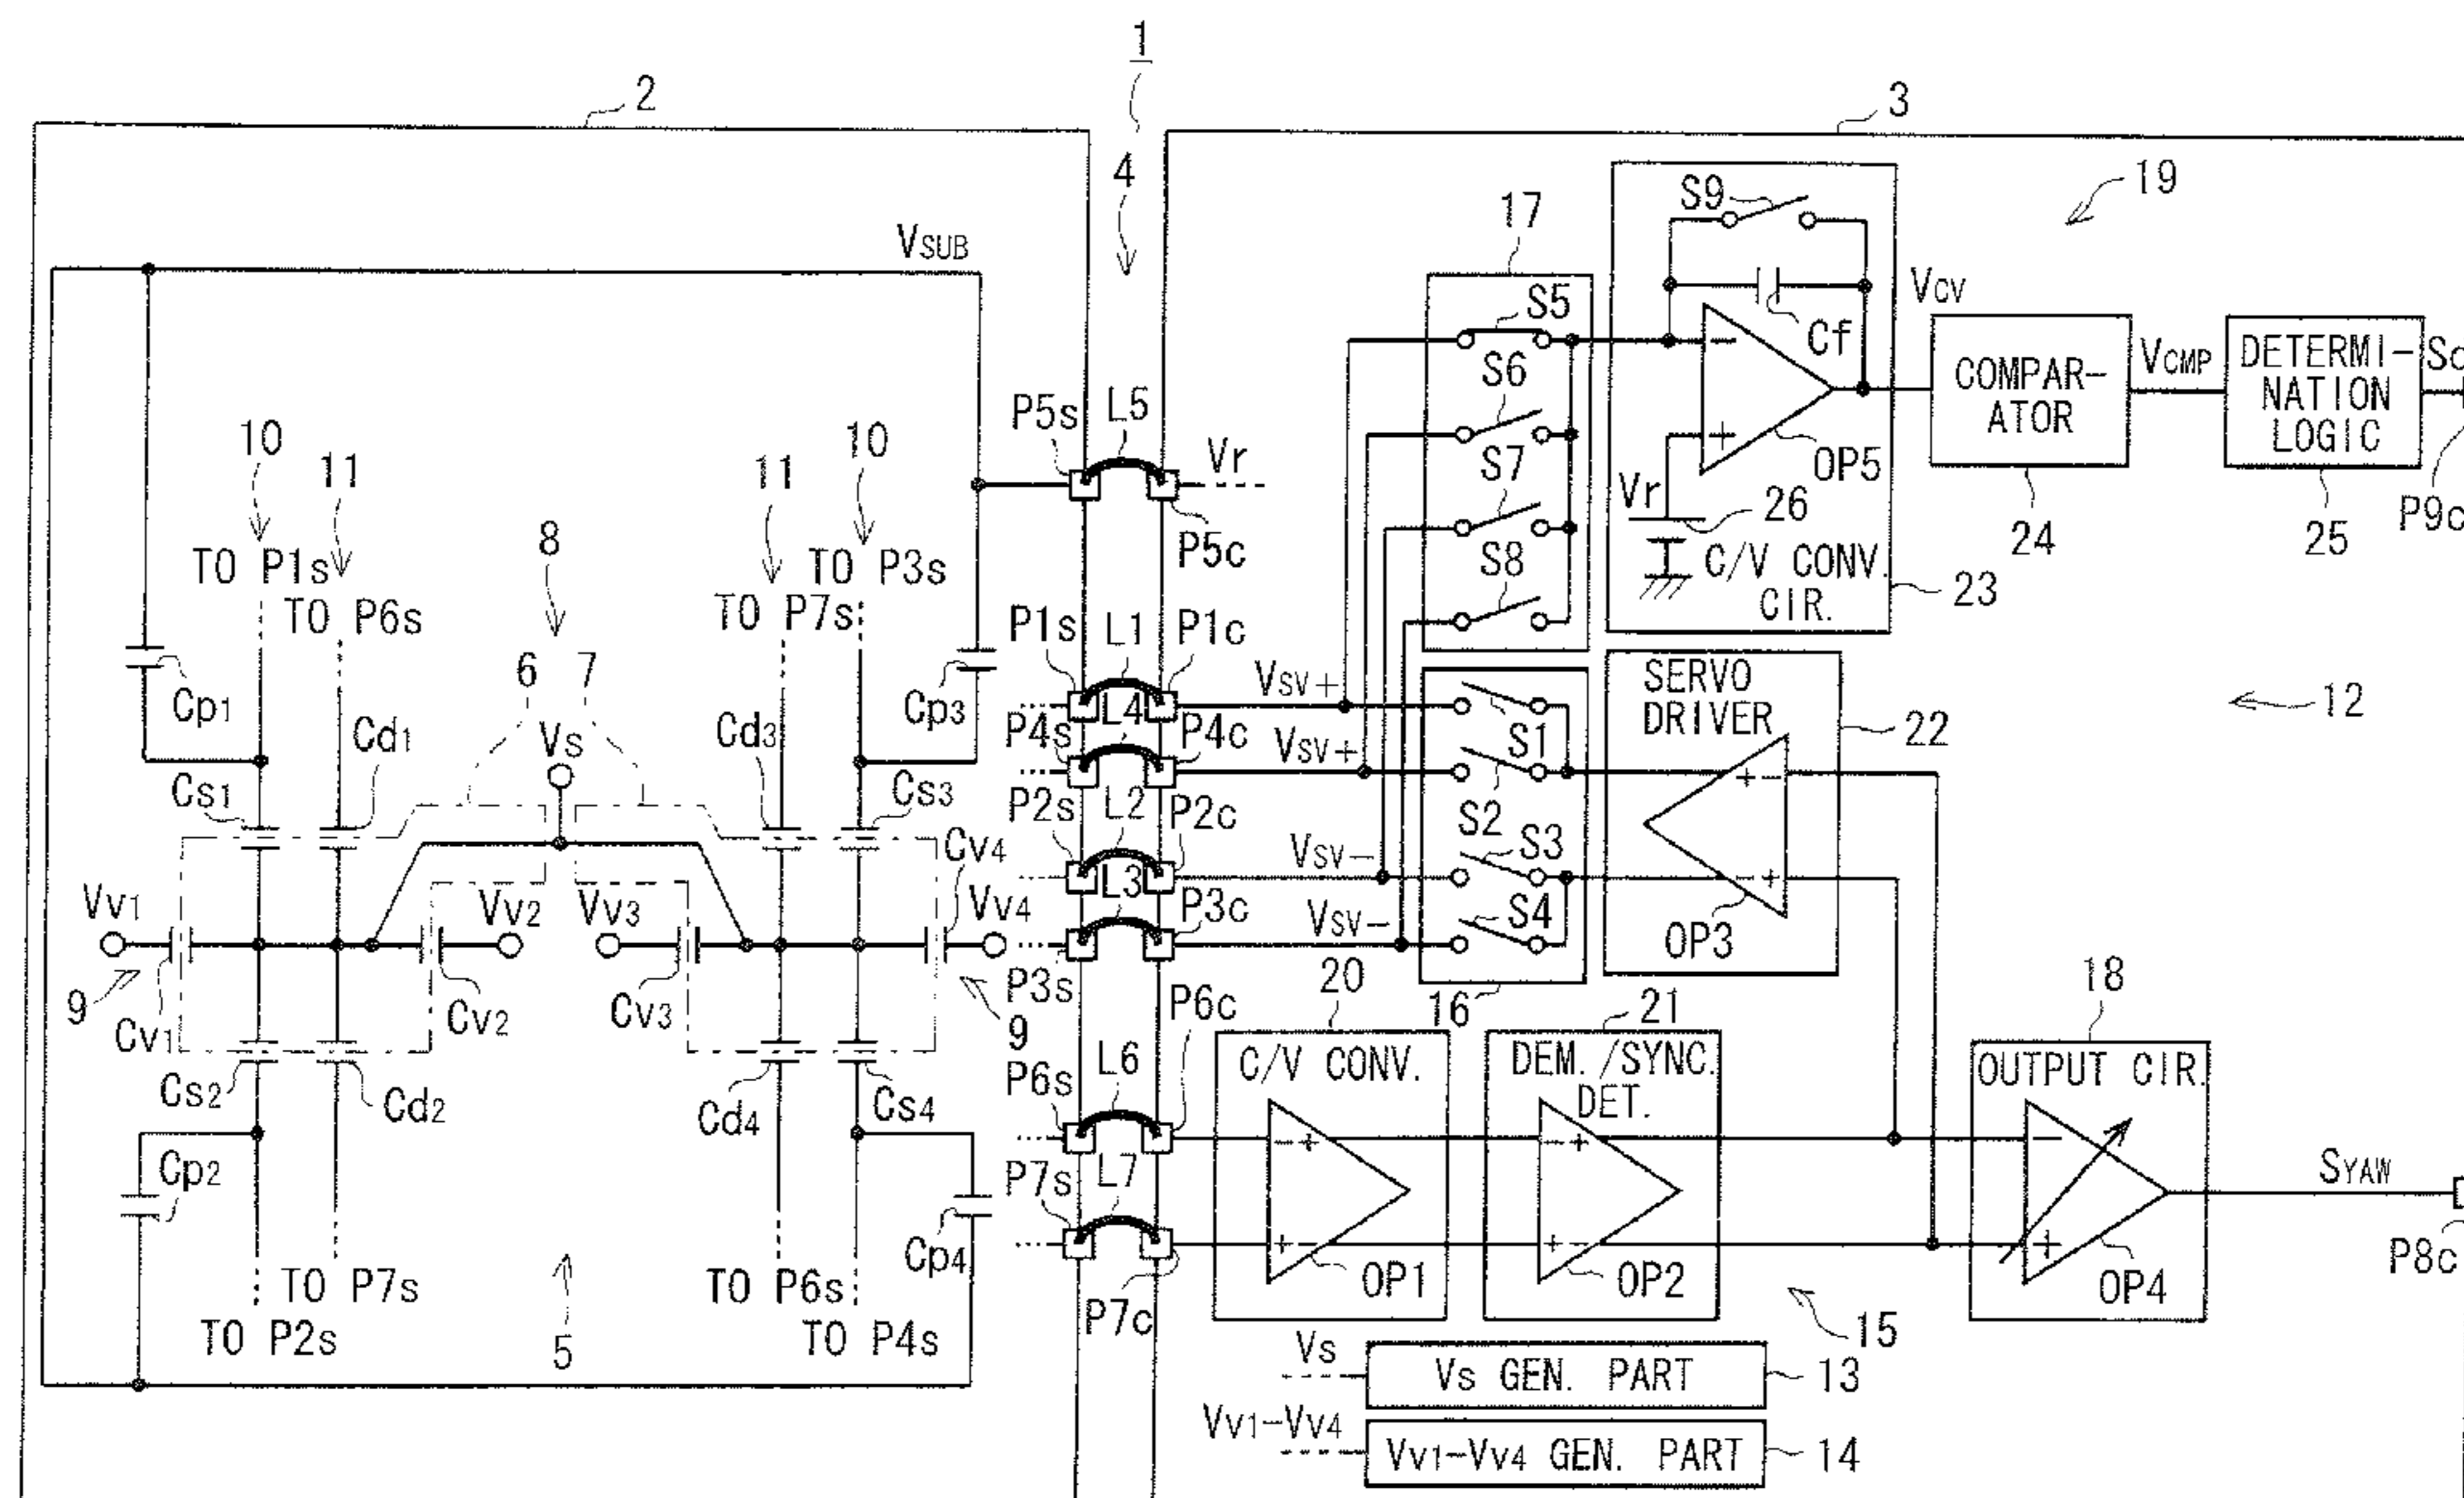 1
2
3
4
19
S9
17
VSUB
VCV
S5
Cf
S6
COMPAR-
ATOR
VCMP
DETERMI-
NATION
LOGIC
P5s
L5
Vr
S7
OP5
10
11
10
11
Vr
26
24
25
P9c
8
P5c
S8
C/V CONV.
CIR.
23
TO P1s
TO P6s
TO P3s
TO P7s
P1s
L1
P1c
6
7
Cp1
Cp3
VSV+
SERVO
DRIVER
12
Cd1
Vs
Cd3
P4s
L4
P4c
VSV+
S1
22
Cs1
Cs3
P2s
L2
P2c
S2
Cv4
VSV-
S3
Vv1
Vv2
Vv3
Vv4
L3
P3c
VSV-
S4
OP3
9
Cv1
Cv2
Cv3
9
P3s
20
P6c
16
21
18
Cs2
Cd2
Cd4
Cs4
P6s
L6
C/V CONV.
DEM./SYNC.
DET.
OUTPUT CIR.
Cp2
Cp4
P7s
L7
SYAW
TO P7s
TO P2s
TO P6s
TO P4s
5
P7c
OP1
OP2
OP4
P8c
15
Vs
Vs GEN. PART
13
Vv1-Vv4
Vv1-Vv4 GEN. PART
14